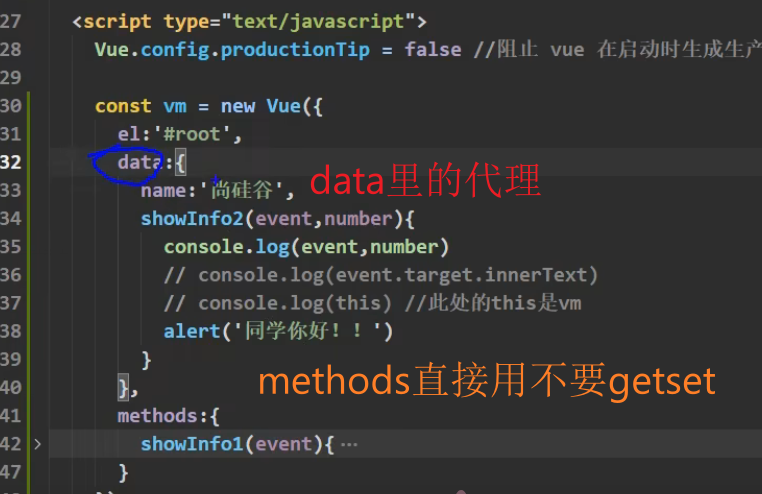 27 <script type="text/javascript">
28 Vue.config.productionTip = false //阻止 vue 在启动时生成生产
29
30 const vm = new Vue({
31 el:'#root',
32 data:{
33 name:'尚硅谷', data里的代理
34 showInfo2(event,number){
35 console.log(event,number)
36 // console.log(event.target.innerText)
37 // console.log(this) //此处的this是vm
38 alert('同学你好！！')
39 }
40 }, methods直接用不要getset
41 methods:{
42 showInfo1(event){ ···
47 }